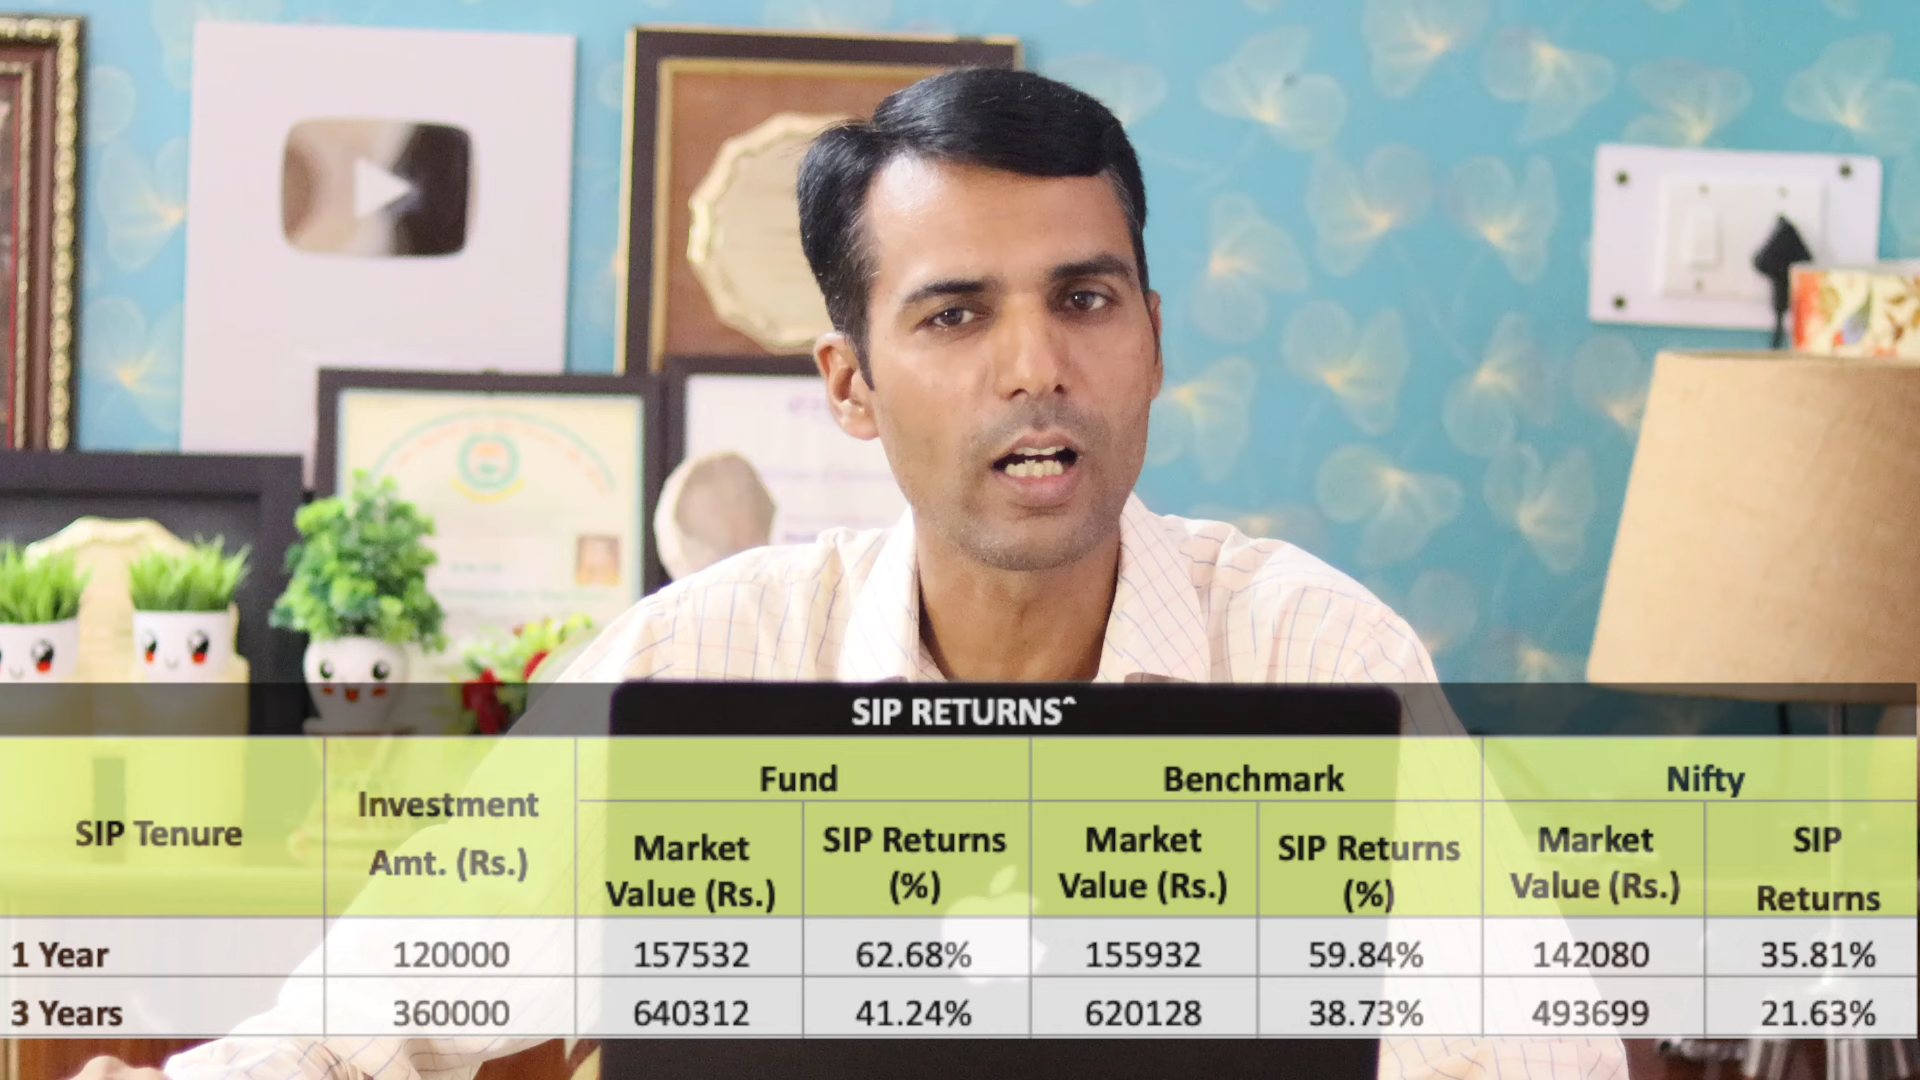 SIP RETURNS^
SIP Tenure
Investment
Amt. (Rs.)
Fund
Benchmark
Nifty
Market
Value (Rs.)
SIP Returns
(%)
Market
Value (Rs.)
SIP Returns
(%)
Market
Value (Rs.)
SIP
Returns
1 Year 120000 157532 62.68% 155932 59.84% 142080 35.81%
3 Years 360000 640312 41.24% 620128 38.73% 493699 21.63%